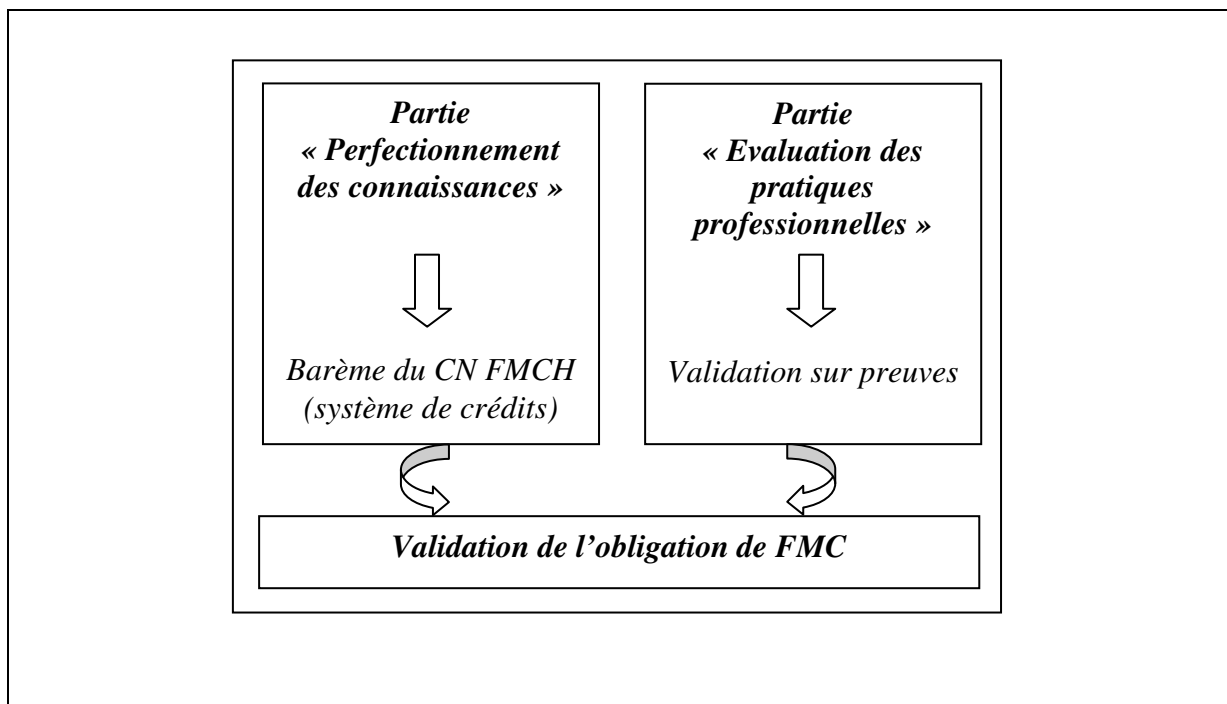 Partie
« Perfectionnement
des connaissances »
Barème du CN FMCH
(système de crédits)
Partie
« Evaluation des
pratiques
professionnelles »
Validation sur preuves
Validation de l’obligation de FMC